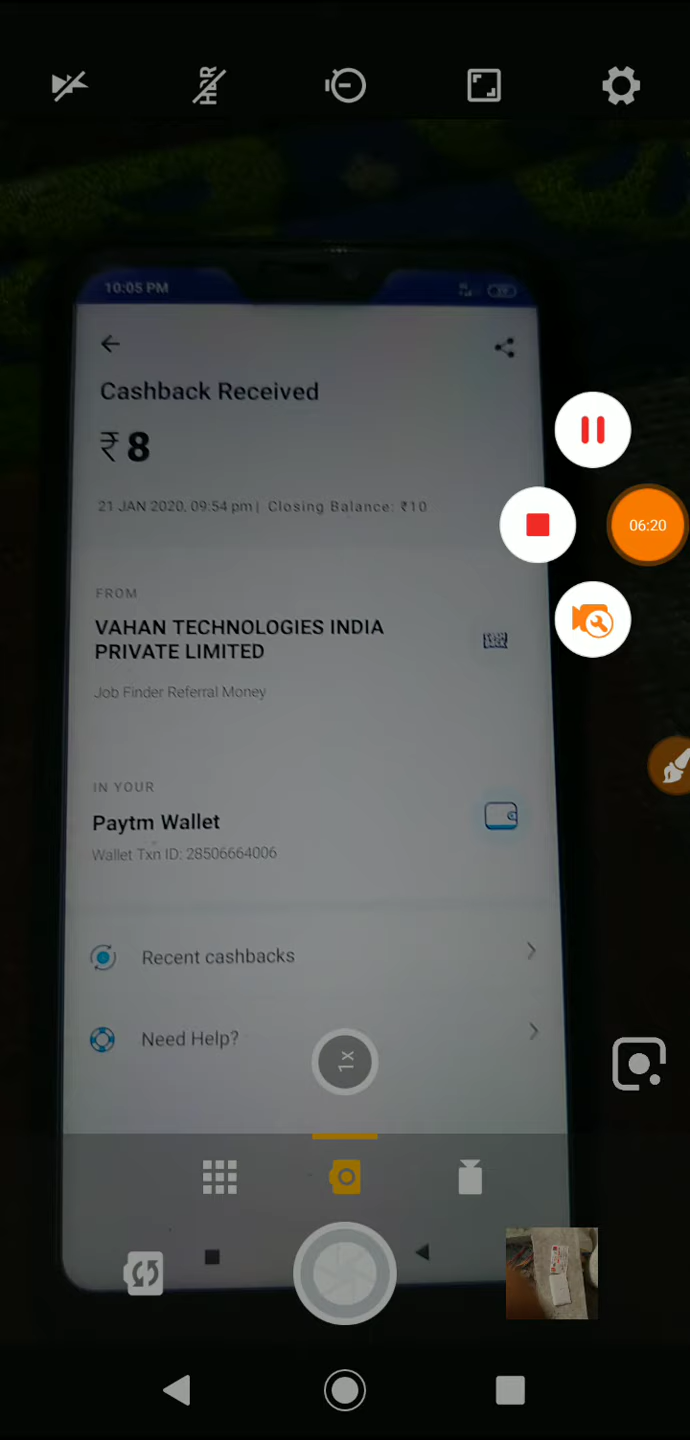 HDR
10:05 PM
Cashback Received
₹8
21 JAN 2020, 09:54 pm | Closing Balance: ₹10
06:20
FROM
VAHAN TECHNOLOGIES INDIA
PRIVATE LIMITED
Job Finder Referral Money
IN YOUR
Paytm Wallet
Wallet Txn ID: 28506664006
Recent cashbacks
Need Help?
1x